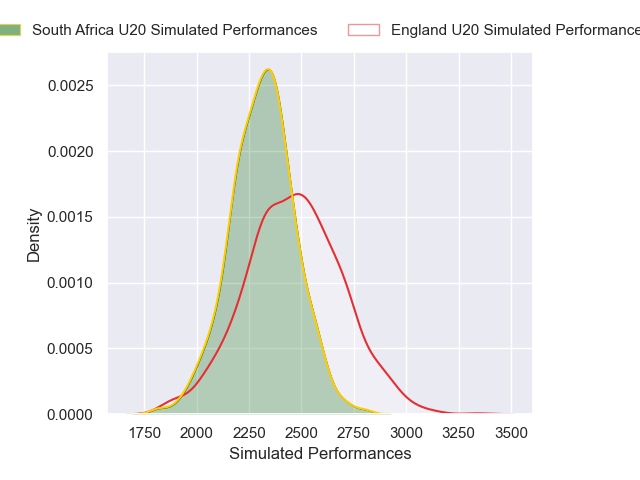 South Africa U20 Simulated Performances
England U20 Simulated Performance
0.0025
0.0020
0.0015
0.0010
0.0005
0.0000
Density
1750 2000 2250 2500 2750 3000 3250 3500
Simulated Performances